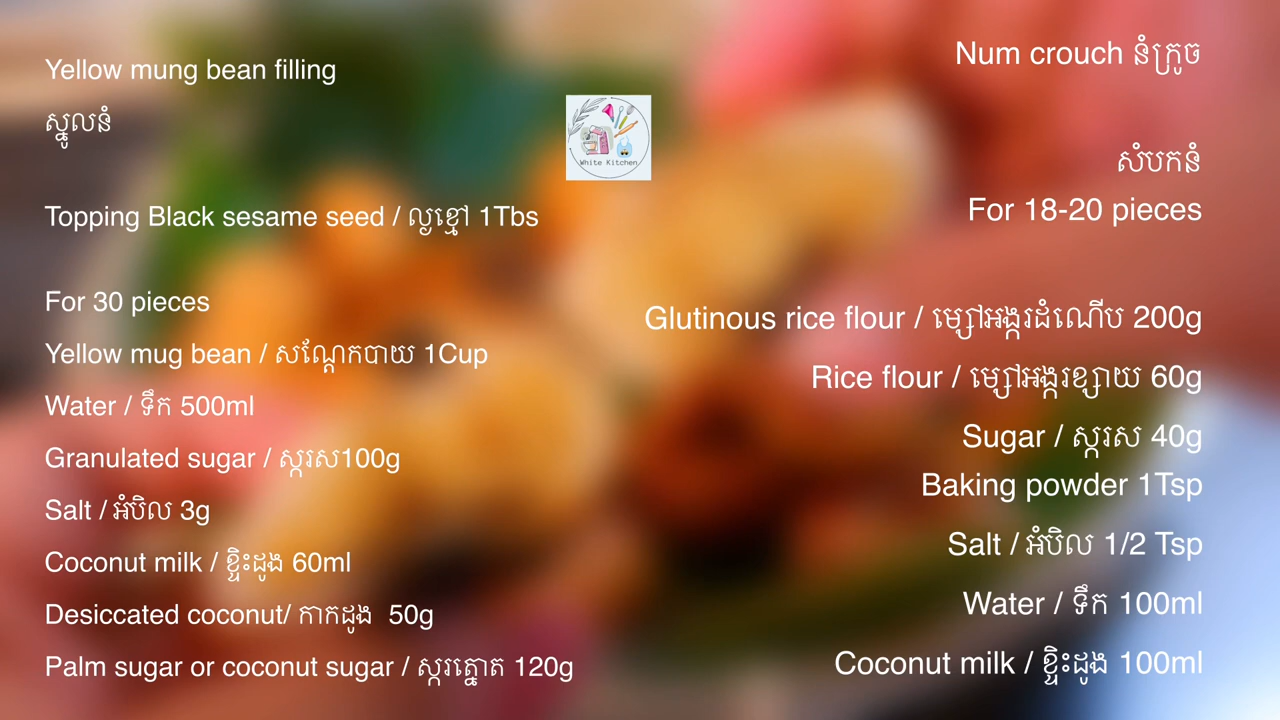 Yellow mung bean filling
ស្នូលនំ
Topping Black sesame seed / ល្ងខ្មៅ 1Tbs
For 30 pieces
Yellow mug bean / សណ្តែកបាយ 1Cup
Water / ទឹក 500ml
Granulated sugar / ស្ករស100g
Salt / អំបិល 3g
Coconut milk / ខ្ទិះដូង 60ml
Desiccated coconut/ កាកដូង 50g
Palm sugar or coconut sugar / ស្ករត្នោត 120g
White Kitchen
Num crouch នំក្រូច
សំបកនំ
For 18-20 pieces
Glutinous rice flour / ម្សៅអង្ករដំណើប 200g
Rice flour / ម្សៅអង្ករខ្សាយ 60g
Sugar / ស្ករស 40g
Baking powder 1Tsp
Salt / អំបិល 1/2 Tsp
Water / ទឹក 100ml
Coconut milk / ខ្ទិះដូង 100ml